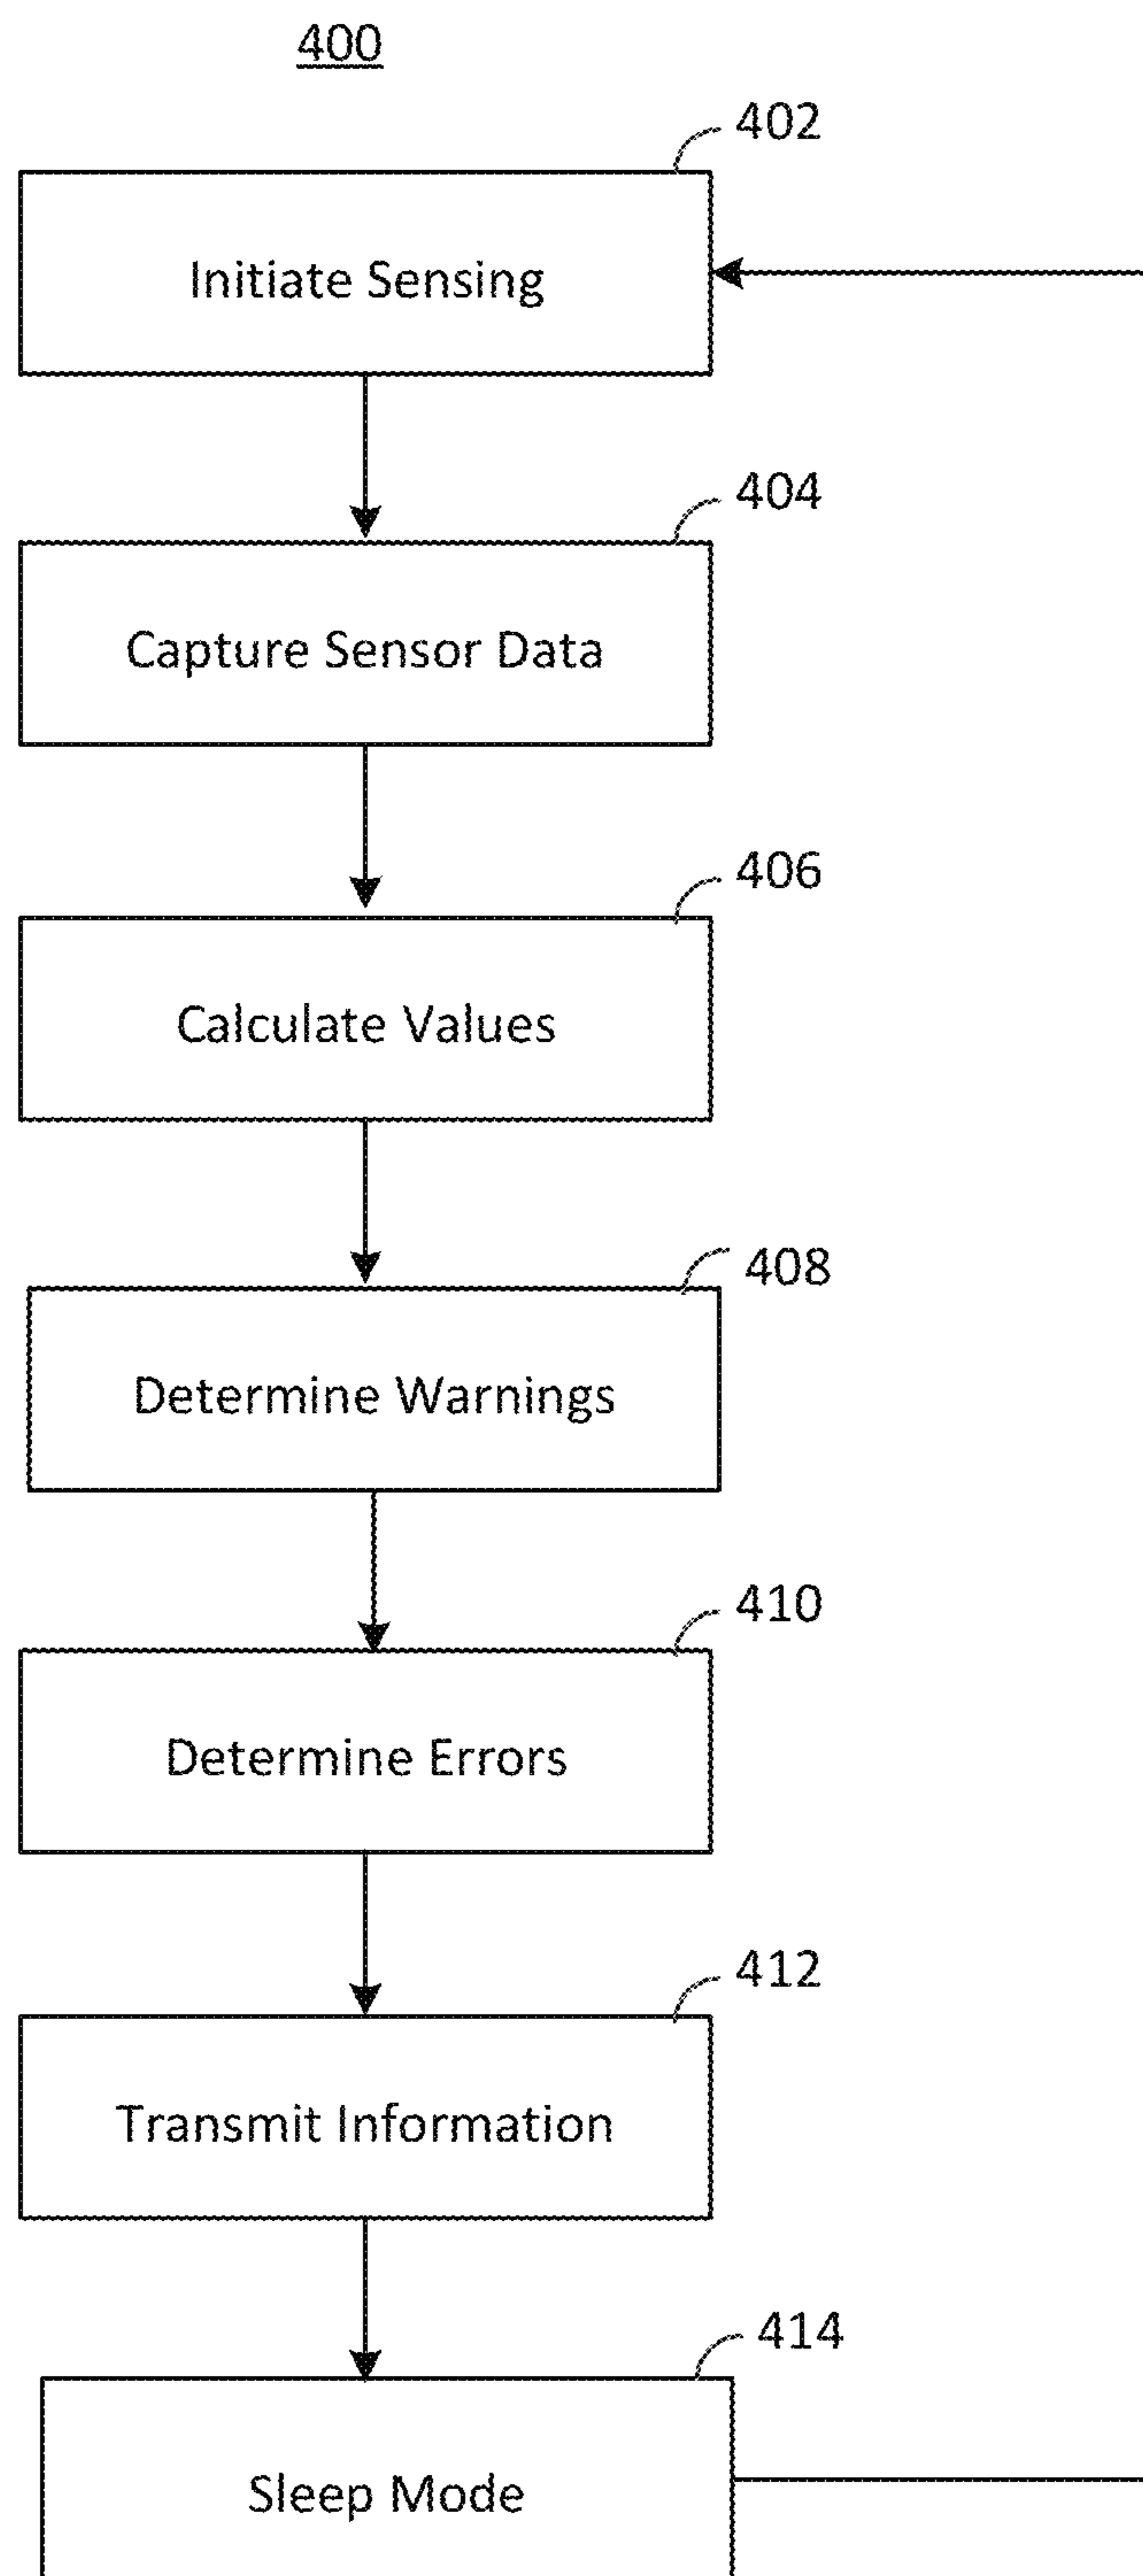 400
402
Initiate Sensing
404
Capture Sensor Data
406
Calculate Values
408
Determine Warnings
410
Determine Errors
412
Transmit Information
414
Sleep Mode